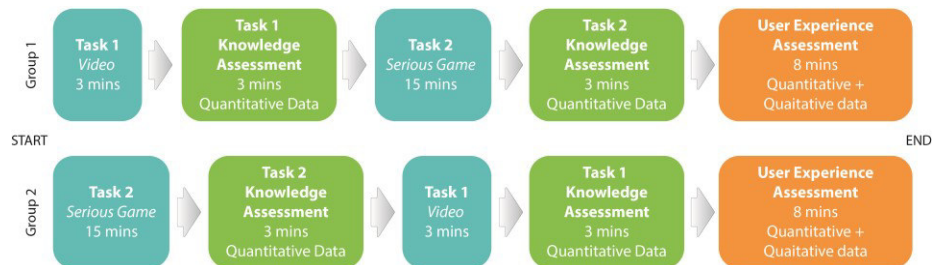 Group 1
Task 1
Video
3 mins
Task 1
Knowledge
Assessment
3 mins
Quantitative Data
Task 2
Serious Game
15 mins
Task 2
Knowledge
Assessment
3 mins
Quantitative Data
User Experience
Assessment
8 mins
Quantitative +
Quaitative data
START
END
Group 2
Task 2
Serious Game
15 mins
Task 2
Knowledge
Assessment
3 mins
Quantitative Data
Task 1
Video
3 mins
Task 1
Knowledge
Assessment
3 mins
Quantitative Data
User Experience
Assessment
8 mins
Quantitative +
Quaitative data